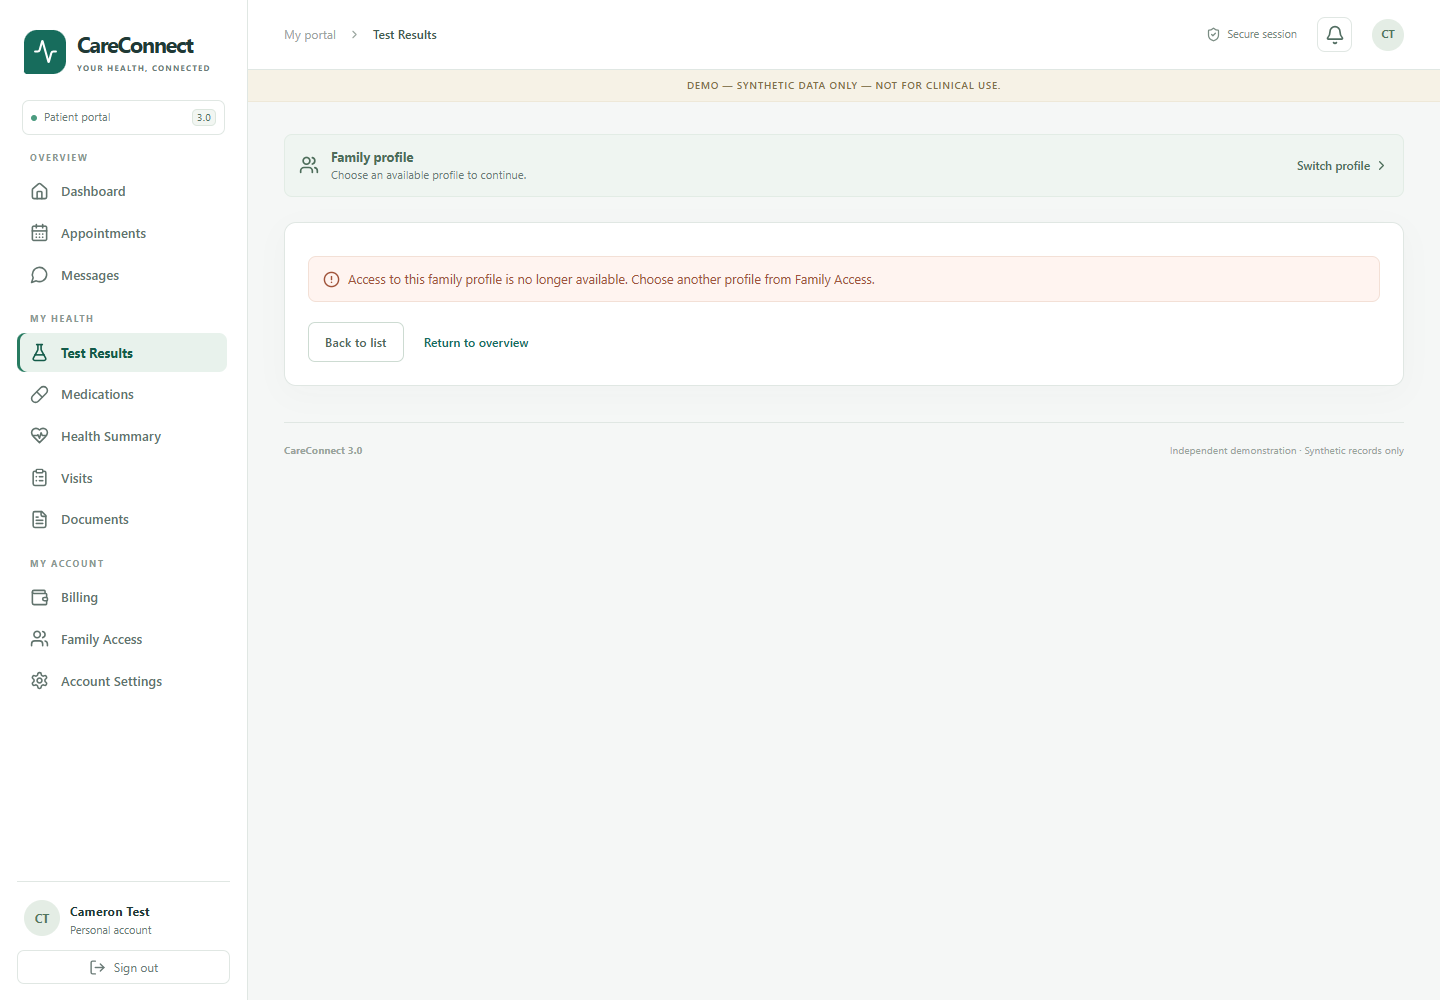 CareConnect
YOUR HEALTH, CONNECTED
Patient portal 3.0
OVERVIEW
Dashboard
Appointments
Messages
MY HEALTH
Test Results
Medications
Health Summary
Visits
Documents
MY ACCOUNT
Billing
Family Access
Account Settings
CT
Cameron Test
Personal account
Sign out
My portal > Test Results
Secure session
CT
DEMO — SYNTHETIC DATA ONLY — NOT FOR CLINICAL USE.
Family profile
Choose an available profile to continue.
Switch profile
Access to this family profile is no longer available. Choose another profile from Family Access.
Back to list
Return to overview
CareConnect 3.0
Independent demonstration · Synthetic records only